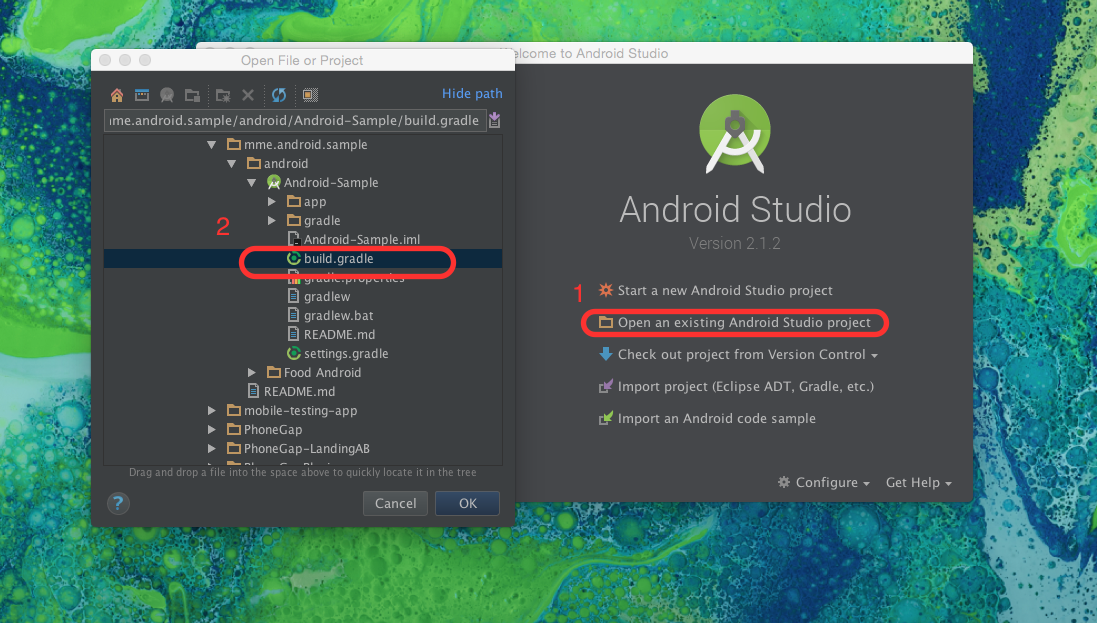 Open File or Project
Hide path
me.android.sample/android/Android-Sample/build.gradle
mme.android.sample
android
Android-Sample
app
gradle
2
Android-Sample.iml
build.gradle
gradle.properties
gradlew
gradlew.bat
README.md
settings.gradle
Food Android
README.md
mobile-testing-app
PhoneGap
PhoneGap-LandingAB
Drag and drop a file into the space above to quickly locate it in the tree
?
Cancel
OK
Welcome to Android Studio
Android Studio
Version 2.1.2
1
Start a new Android Studio project
Open an existing Android Studio project
Check out project from Version Control
Import project (Eclipse ADT, Gradle, etc.)
Import an Android code sample
Configure
Get Help